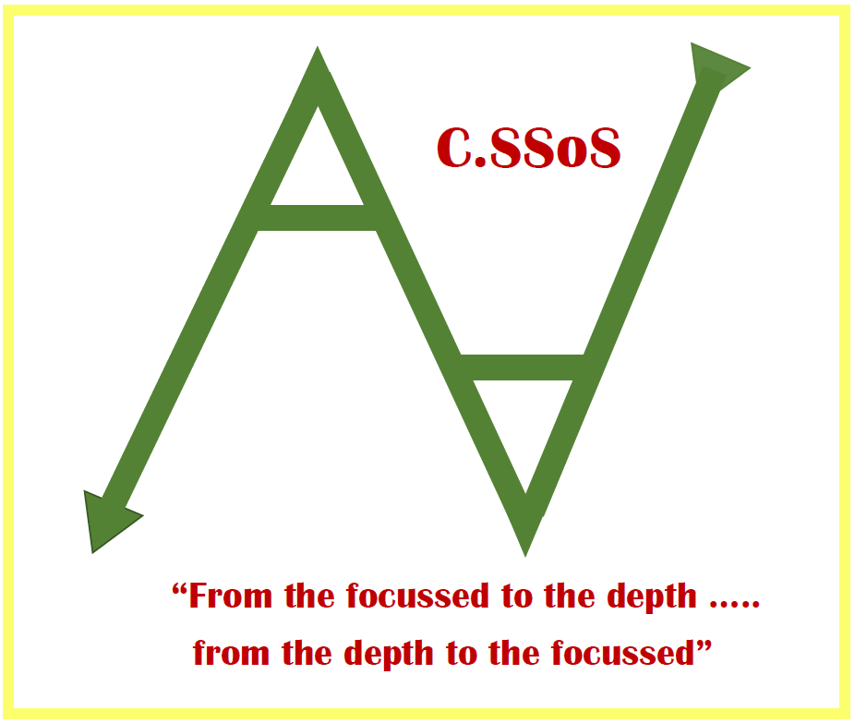 C.SSoS
“From the focussed to the depth .....
from the depth to the focussed”